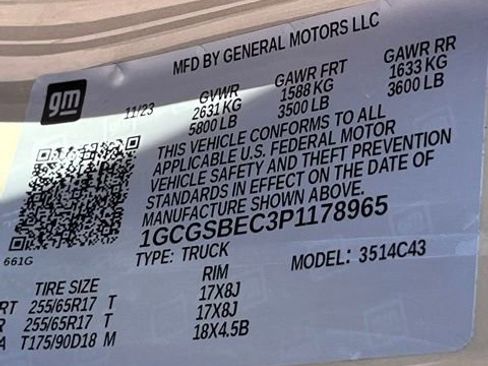 MFD BY GENERAL MOTORS LLC
gm
11/23 GVWR GAWR FRT GAWR RR
2631 KG 1588 KG 1633 KG
5800 LB 3500 LB 3600 LB
THIS VEHICLE CONFORMS TO ALL
APPLICABLE U.S. FEDERAL MOTOR
VEHICLE SAFETY AND THEFT PREVENTION
STANDARDS IN EFFECT ON THE DATE OF
MANUFACTURE SHOWN ABOVE.
1GCGSBEC3P1178965
661G
TYPE: TRUCK MODEL: 3514C43
TIRE SIZE RIM
RT 255/65R17 T 17X8J
R 255/65R17 T 17X8J
A T175/90D18 M 18X4.5B